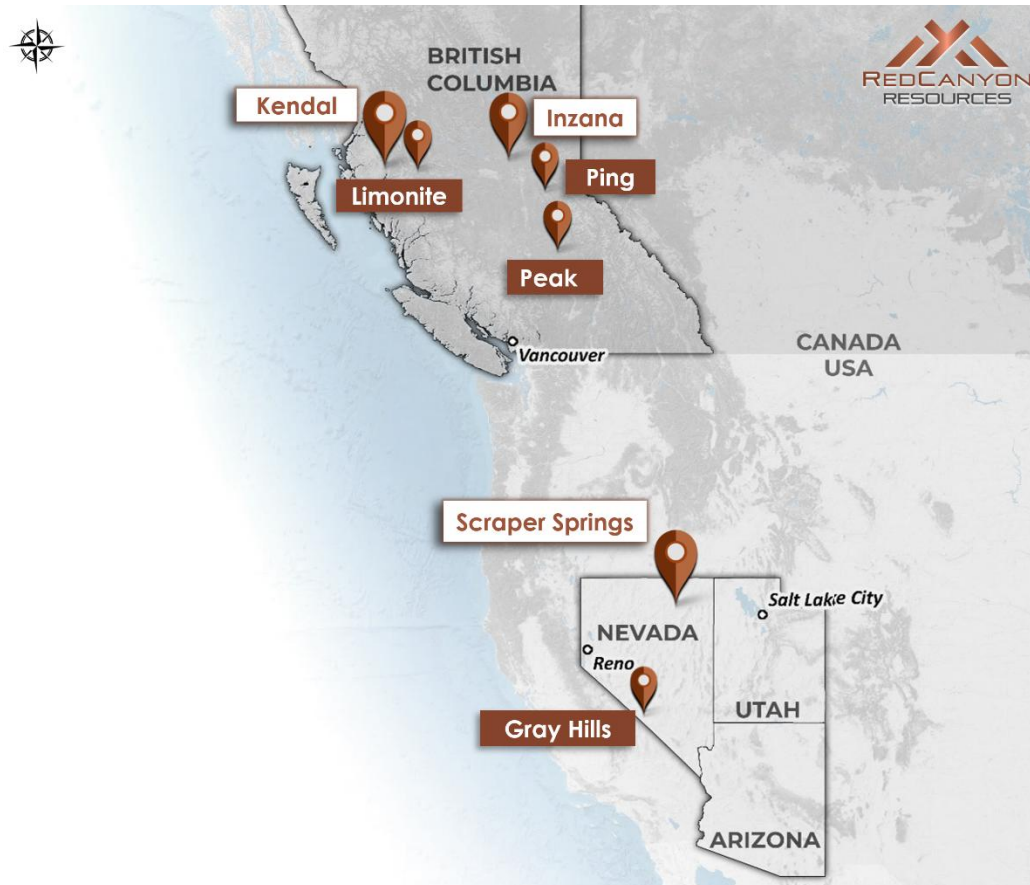 BRITISH
COLUMBIA
REDCANYON
RESOURCES
Kendal
Inzana
Limonite
Ping
Peak
Vancouver
CANADA
USA
Scraper Springs
Salt Lake City
NEVADA
Reno
Gray Hills
UTAH
ARIZONA